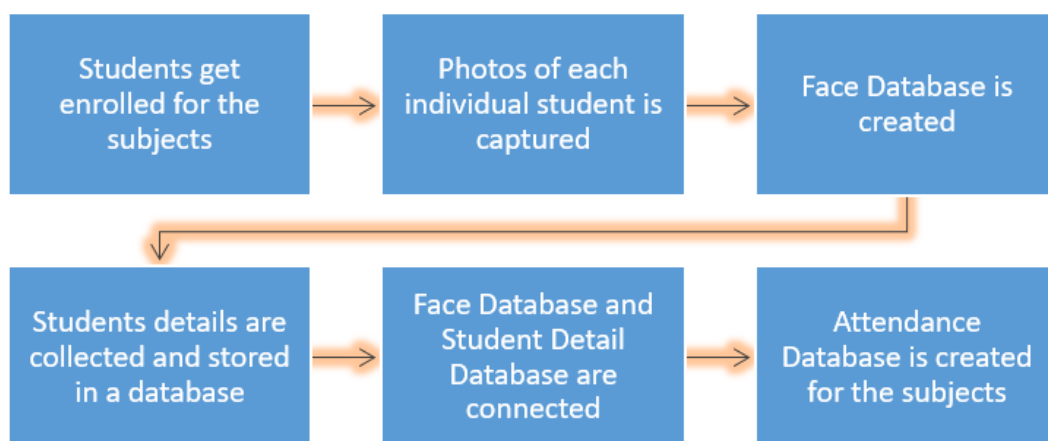 Students get
enrolled for the
subjects
Photos of each
individual student is
captured
Face Database is
created
Students details are
collected and stored
in a database
Face Database and
Student Detail
Database are
connected
Attendance
Database is created
for the subjects